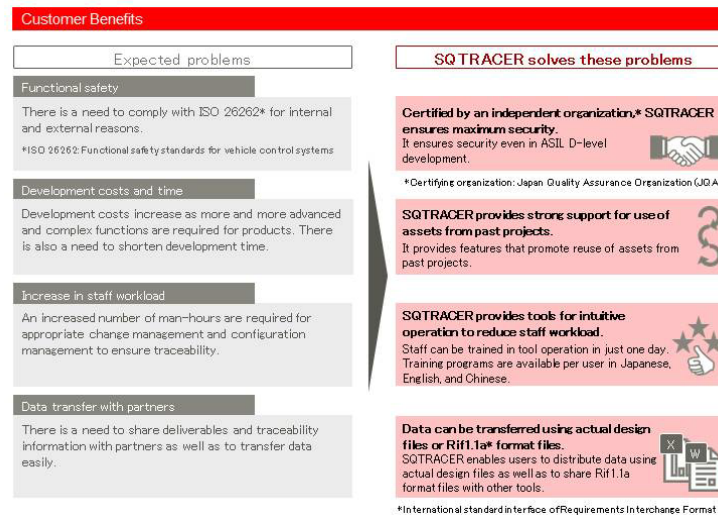 Customer Benefits
Expected problems
Functional safety
There is a need to comply with ISO 26262* for internal
and external reasons.
*ISO 26262: Functional safety standards for vehicle control systems
Development costs and time
Development costs increase as more and more advanced
and complex functions are required for products. There
is also a need to shorten development time.
Increase in staff workload
An increased number of man-hours are required for
appropriate change management and configuration
management to ensure traceability.
Data transfer with partners
There is a need to share deliverables and traceability
information with partners as well as to transfer data
easily.
SQTRACER solves these problems
Certified by an independent organization,* SQTRACER
ensures maximum security.
It ensures security even in ASIL D-level
development.
*Certifying organization: Japan Quality Assurance Organization (JQA
SQTRACER provides strong support for use of
assets from past projects.
It provides features that promote reuse of assets from
past projects.
SQTRACER provides tools for intuitive
operation to reduce staff workload.
Staff can be trained in tool operation in just one day.
Training programs are available per user in Japanese,
English, and Chinese.
Data can be transferred using actual design
files or Rif1.1a* format files.
SQTRACER enables users to distribute data using
actual design files as well as to share Rif1.1a
format files with other tools.
X
W
*International standard interface of Requirements Interchange Format